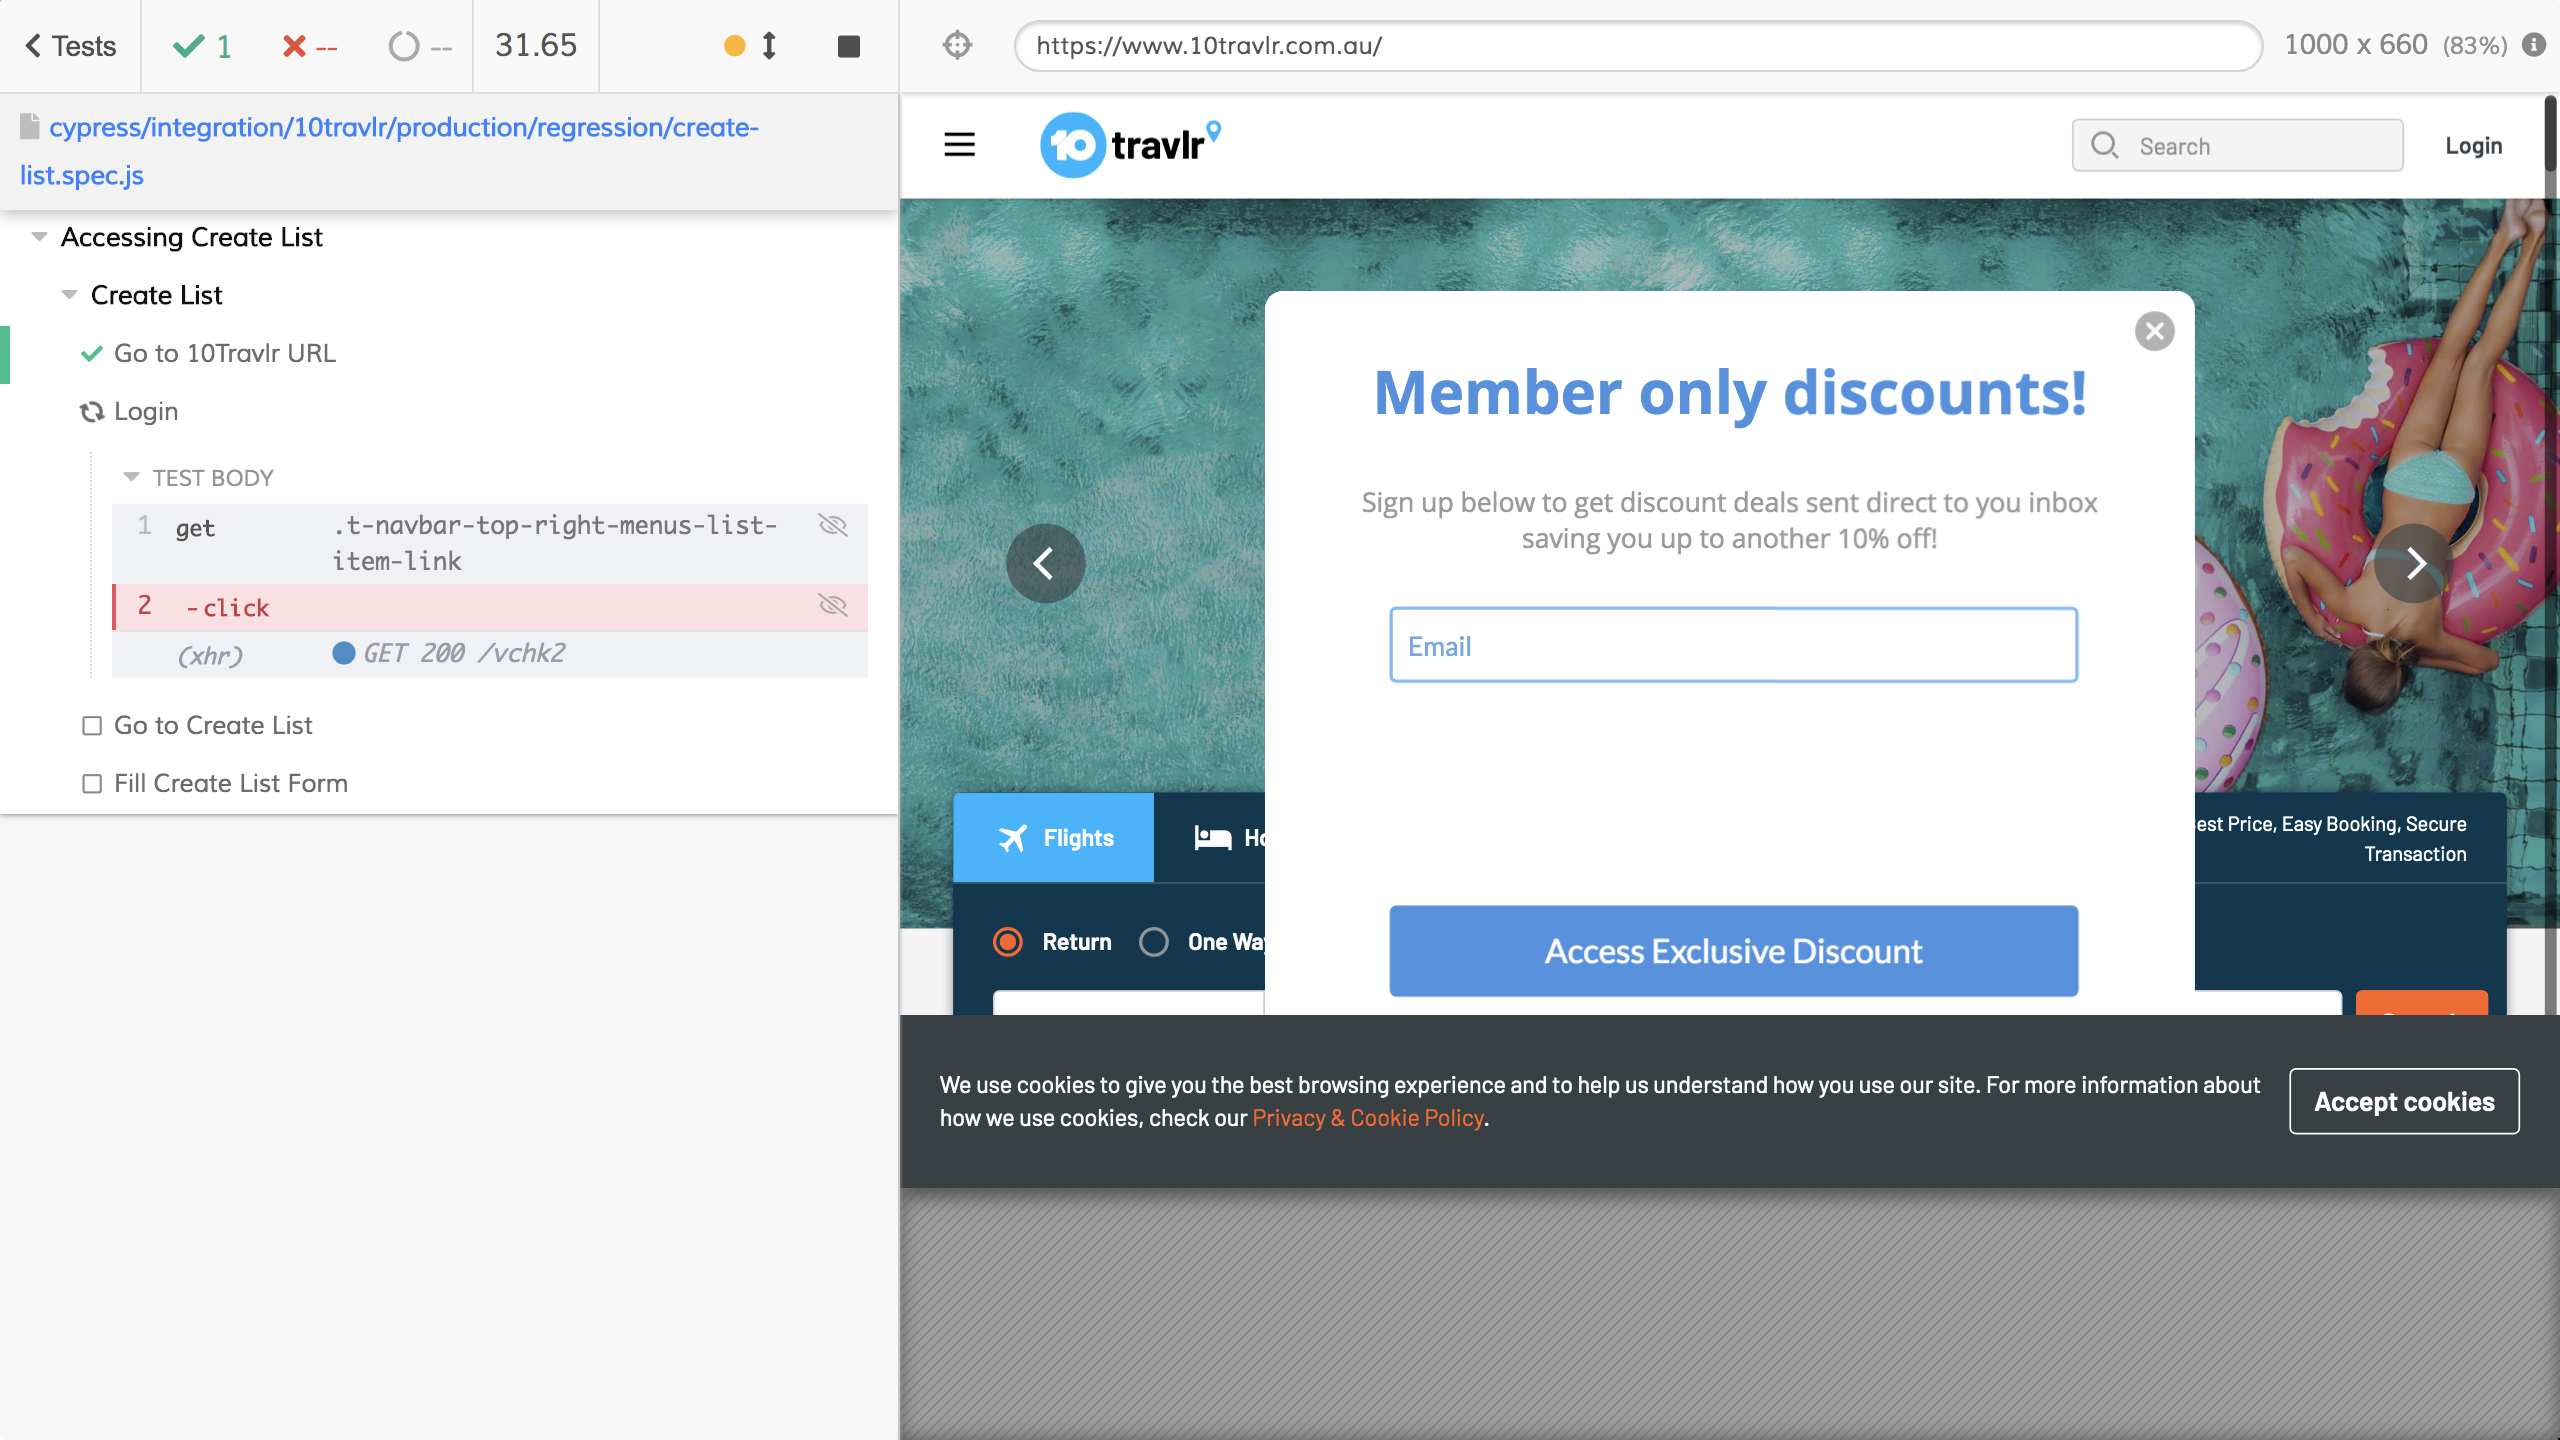 Tests
1
--
--
31.65
https://www.10travlr.com.au/
1000 x 660 (83%)
cypress/integration/10travlr/production/regression/create-
list.spec.js
Accessing Create List
Create List
Go to 10Travlr URL
Login
TEST BODY
1 get .t-navbar-top-right-menus-list-
item-link
2 -click
(xhr) GET 200 /vchk2
Go to Create List
Fill Create List Form
10 travlr
Search
Login
Member only discounts!
Sign up below to get discount deals sent direct to you inbox
saving you up to another 10% off!
Email
Access Exclusive Discount
Flights
Ho
est Price, Easy Booking, Secure
Transaction
Return
One Way
We use cookies to give you the best browsing experience and to help us understand how you use our site. For more information about
how we use cookies, check our Privacy & Cookie Policy.
Accept cookies